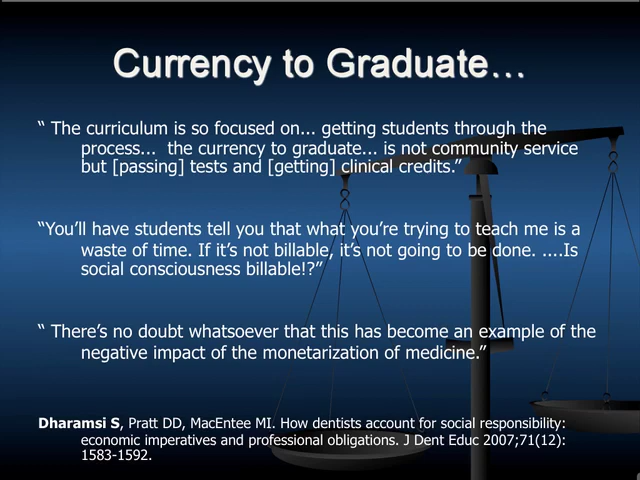 Currency to Graduate...
“ The curriculum is so focused on... getting students through the
process... the currency to graduate... is not community service
but [passing] tests and [getting] clinical credits.”
“You’ll have students tell you that what you’re trying to teach me is a
waste of time. If it’s not billable, it’s not going to be done. ....Is
social consciousness billable!?”
“ There’s no doubt whatsoever that this has become an example of the
negative impact of the monetarization of medicine.”
Dharamsi S, Pratt DD, MacEntee MI. How dentists account for social responsibility:
economic imperatives and professional obligations. J Dent Educ 2007;71(12):
1583-1592.